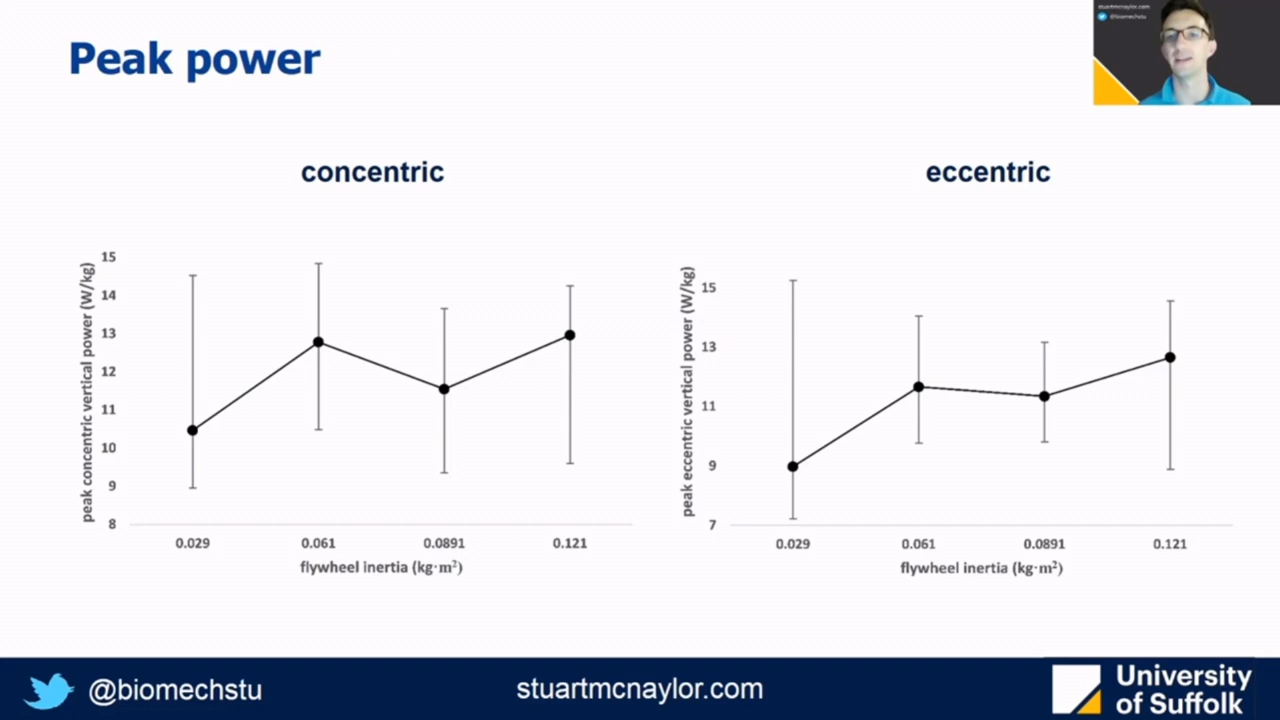 Peak power
stuartmcnaylor.com
@biomechstu
concentric
peak concentric vertical power (W/kg)
15
14
13
12
11
10
9
8
0.029 0.061 0.0891 0.121
flywheel inertia (kg·m²)
eccentric
peak eccentric vertical power (W/kg)
15
13
11
9
7
0.029 0.061 0.0891 0.121
flywheel inertia (kg·m²)
@biomechstu
stuartmcnaylor.com
University
of Suffolk